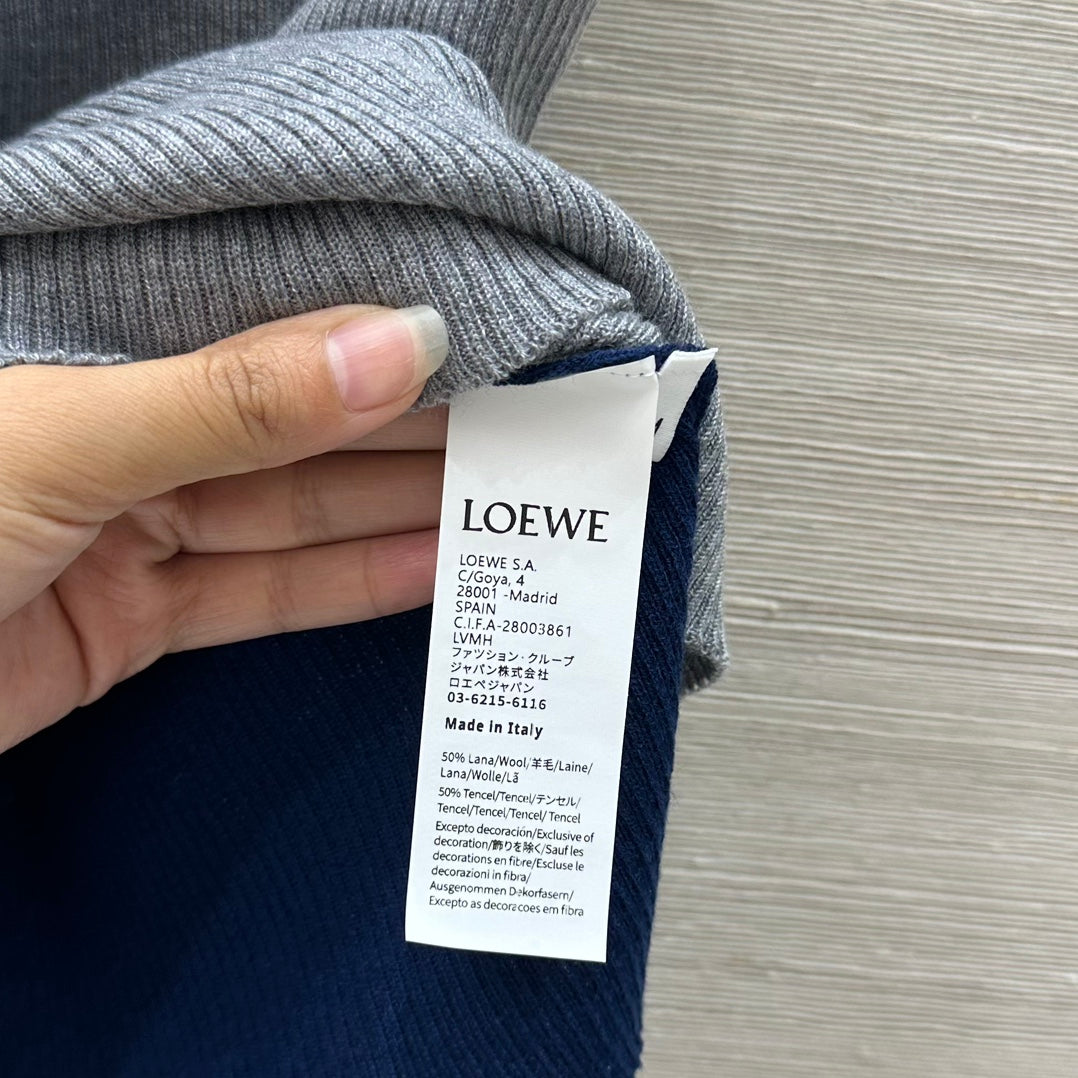 LOEWE
LOEWE S.A.
C/Goya, 4
28001 -Madrid
SPAIN
C.I.F.A-28003861
LVMH
ファツション・クループ
ジャパン株式会社
ロエペジャパン
03-6215-6116
Made in Italy
50% Lana/Wool/羊毛/Laine/
Lana/Wolle/Lã
50% Tencel/Tencel/テンセル/
Tencel/Tencel/Tencel/ Tencel
Excepto decoración/Exclusive of
decoration/飾りを除く/Sauf les
decorations en fibre/Escluse le
decorazioni in fibra/
Ausgenommen Dekorfasern/
Excepto as decoracoes em fibra